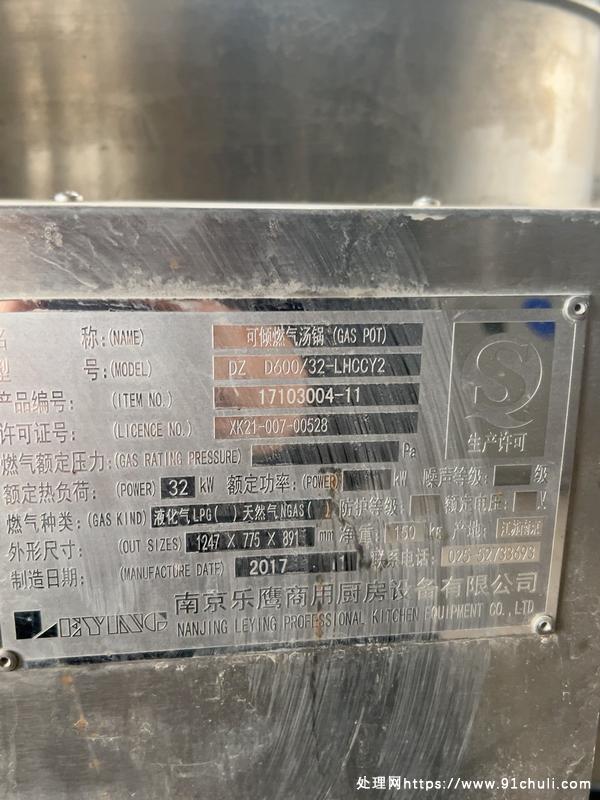 称:(NAME) 可倾燃气汤锅(GAS POT)
号:(MODEL) DZ D600/32-LHCCY2
产品编号: (ITEM NO.) 17103004-11
许可证号: (LICENCE NO.) XK21-007-00528
生产许可
燃气额定压力:(GAS RATING PRESSURE) Pa
额定热负荷: (POWER) 32 kW 额定功率:(POWER) kW 噪声等级: 级
燃气种类:(GAS KIND) 液化气LPG( ) 天然气NGAS( ) 防护等级: 额定电压: V
外形尺寸: (OUT SIZES) 1247 × 775 × 891 mm 净重: 150 kg 产地:
制造日期: (MANUFACTURE DATE) 2017 联系电话: 025-52733693
LEYING 南京乐鹰商用厨房设备有限公司
NANJING LEYING PROFESSIONAL KITCHEN EQUIPMENT CO., LTD
处理网https://www.91chuli.com